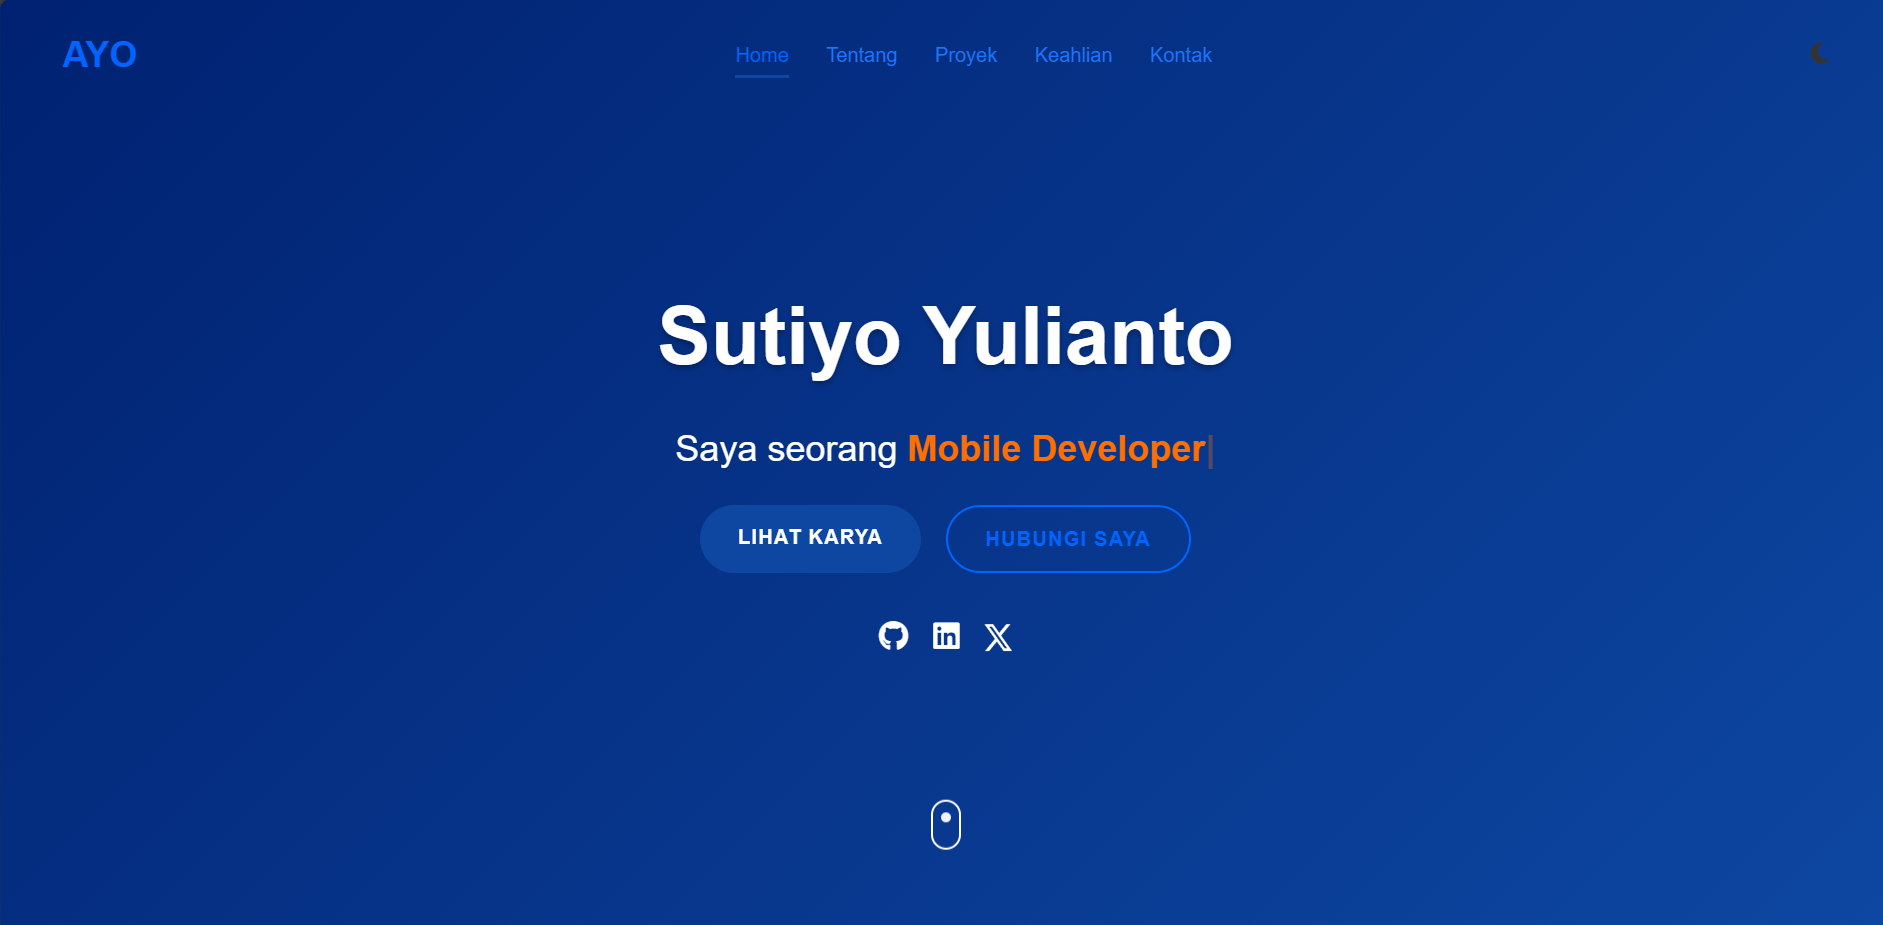 AYO
Home Tentang Proyek Keahlian Kontak
Sutiyo Yulianto
Saya seorang Mobile Developer|
LIHAT KARYA HUBUNGI SAYA